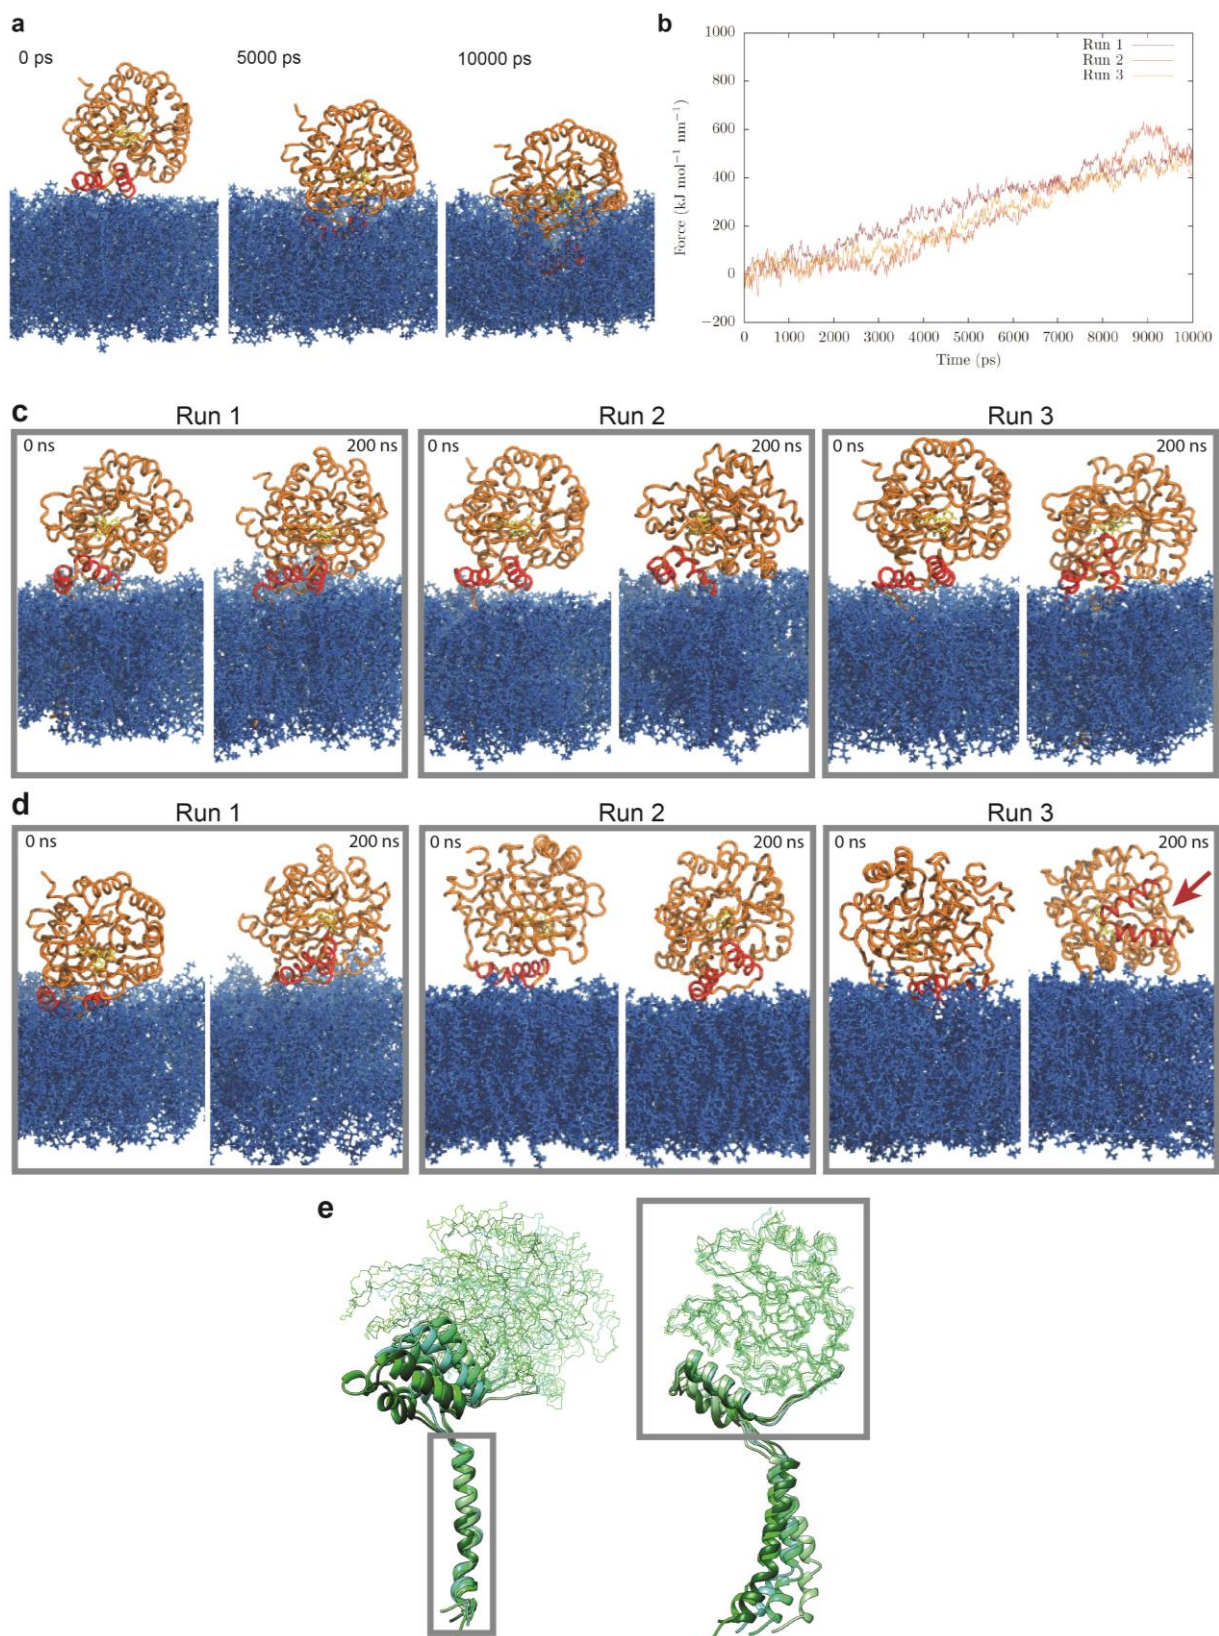 a
0 ps
5000 ps
10000 ps
b
1000
800
600
400
200
0
−200
Force (kJ mol⁻¹ nm⁻¹)
Run 1
Run 2
Run 3
0 1000 2000 3000 4000 5000 6000 7000 8000 9000 10000
Time (ps)
c
Run 1
0 ns
200 ns
Run 2
0 ns
200 ns
Run 3
0 ns
200 ns
d
Run 1
0 ns
200 ns
Run 2
0 ns
200 ns
Run 3
0 ns
200 ns
e